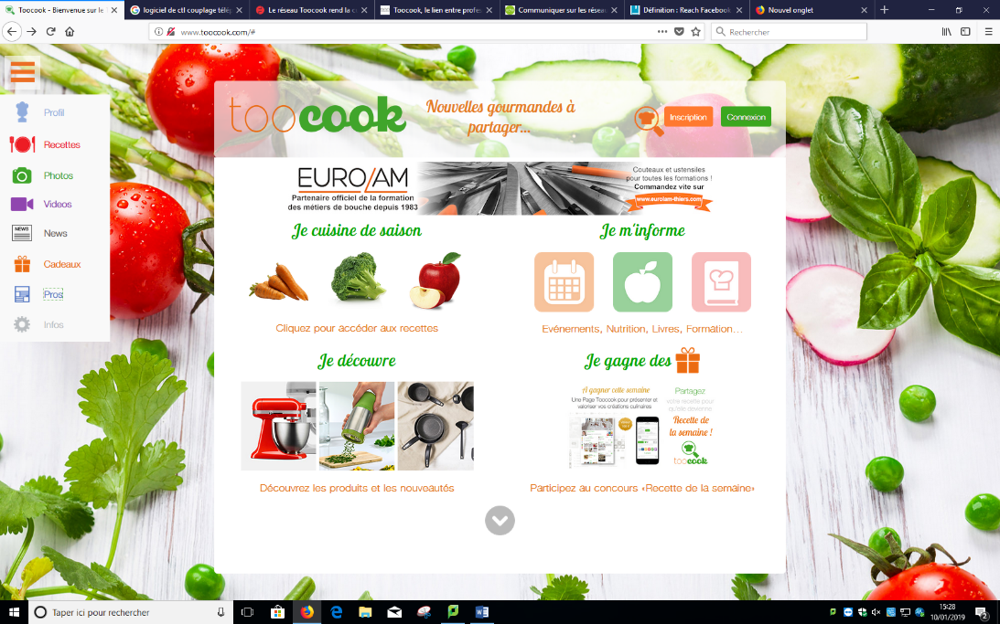 Toocook - Bienvenue sur le
logiciel de ctl couplage télép
Le réseau Toocook rend la c
Toocook, le lien entre profes
Communiquer sur les résea
Définition : Reach Facebook
Nouvel onglet
www.toocook.com/#
Rechercher
Profil
Recettes
Photos
Videos
NEWS
News
Cadeaux
Pros
Infos
toocook
Nouvelles gourmandes à
partager...
Inscription
Connexion
EURO/AM
Partenaire officiel de la formation
des métiers de bouche depuis 1983
Couteaux et ustensiles
pour toutes les formations !
Commandez vite sur
www.eurolam-thiers.com
Je cuisine de saison
Cliquez pour accéder aux recettes
Je m'informe
Evénements, Nutrition, Livres, Formation...
Je découvre
Découvrez les produits et les nouveautés
Je gagne des
A gagner cette semaine
Une Page Toocook pour présenter et
valoriser vos créations culinaires
Partagez
votre recette pour
qu'elle devienne
Recette de
la semaine !
toocook
Participez au concours «Recette de la semaine»
Taper ici pour rechercher
15:28
10/01/2019
2